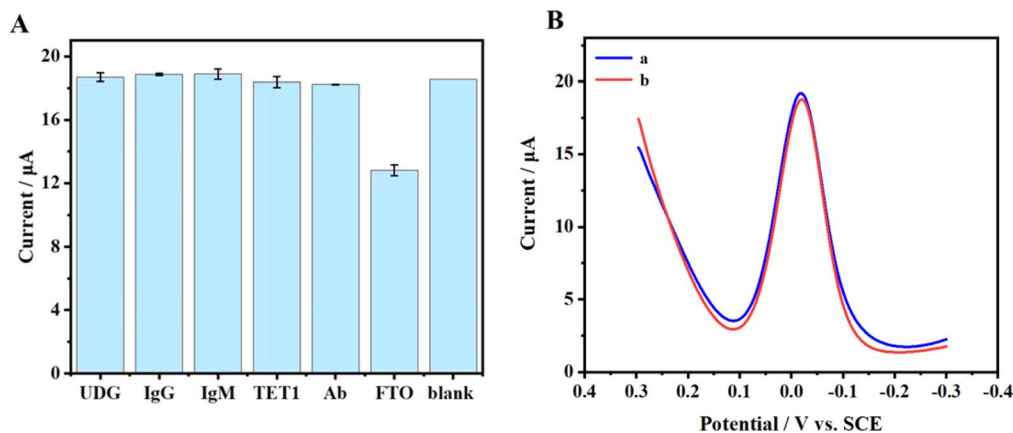 A
20
16
12
8
4
0
Current / μA
UDG IgG IgM TET1 Ab FTO blank
B
a
b
20
15
10
5
0
Current / μA
0.4 0.3 0.2 0.1 0.0 -0.1 -0.2 -0.3 -0.4
Potential / V vs. SCE